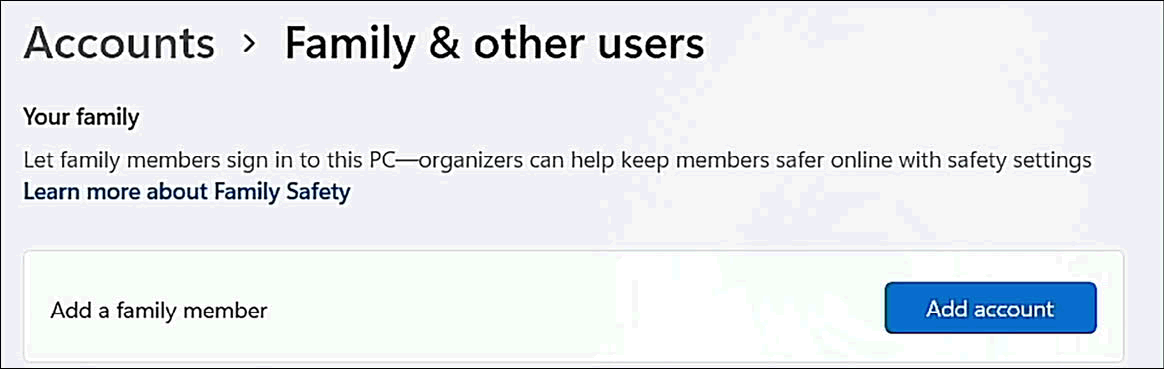 Accounts › Family & other users
Your family
Let family members sign in to this PC—organizers can help keep members safer online with safety settings
Learn more about Family Safety
Add a family member
Add account